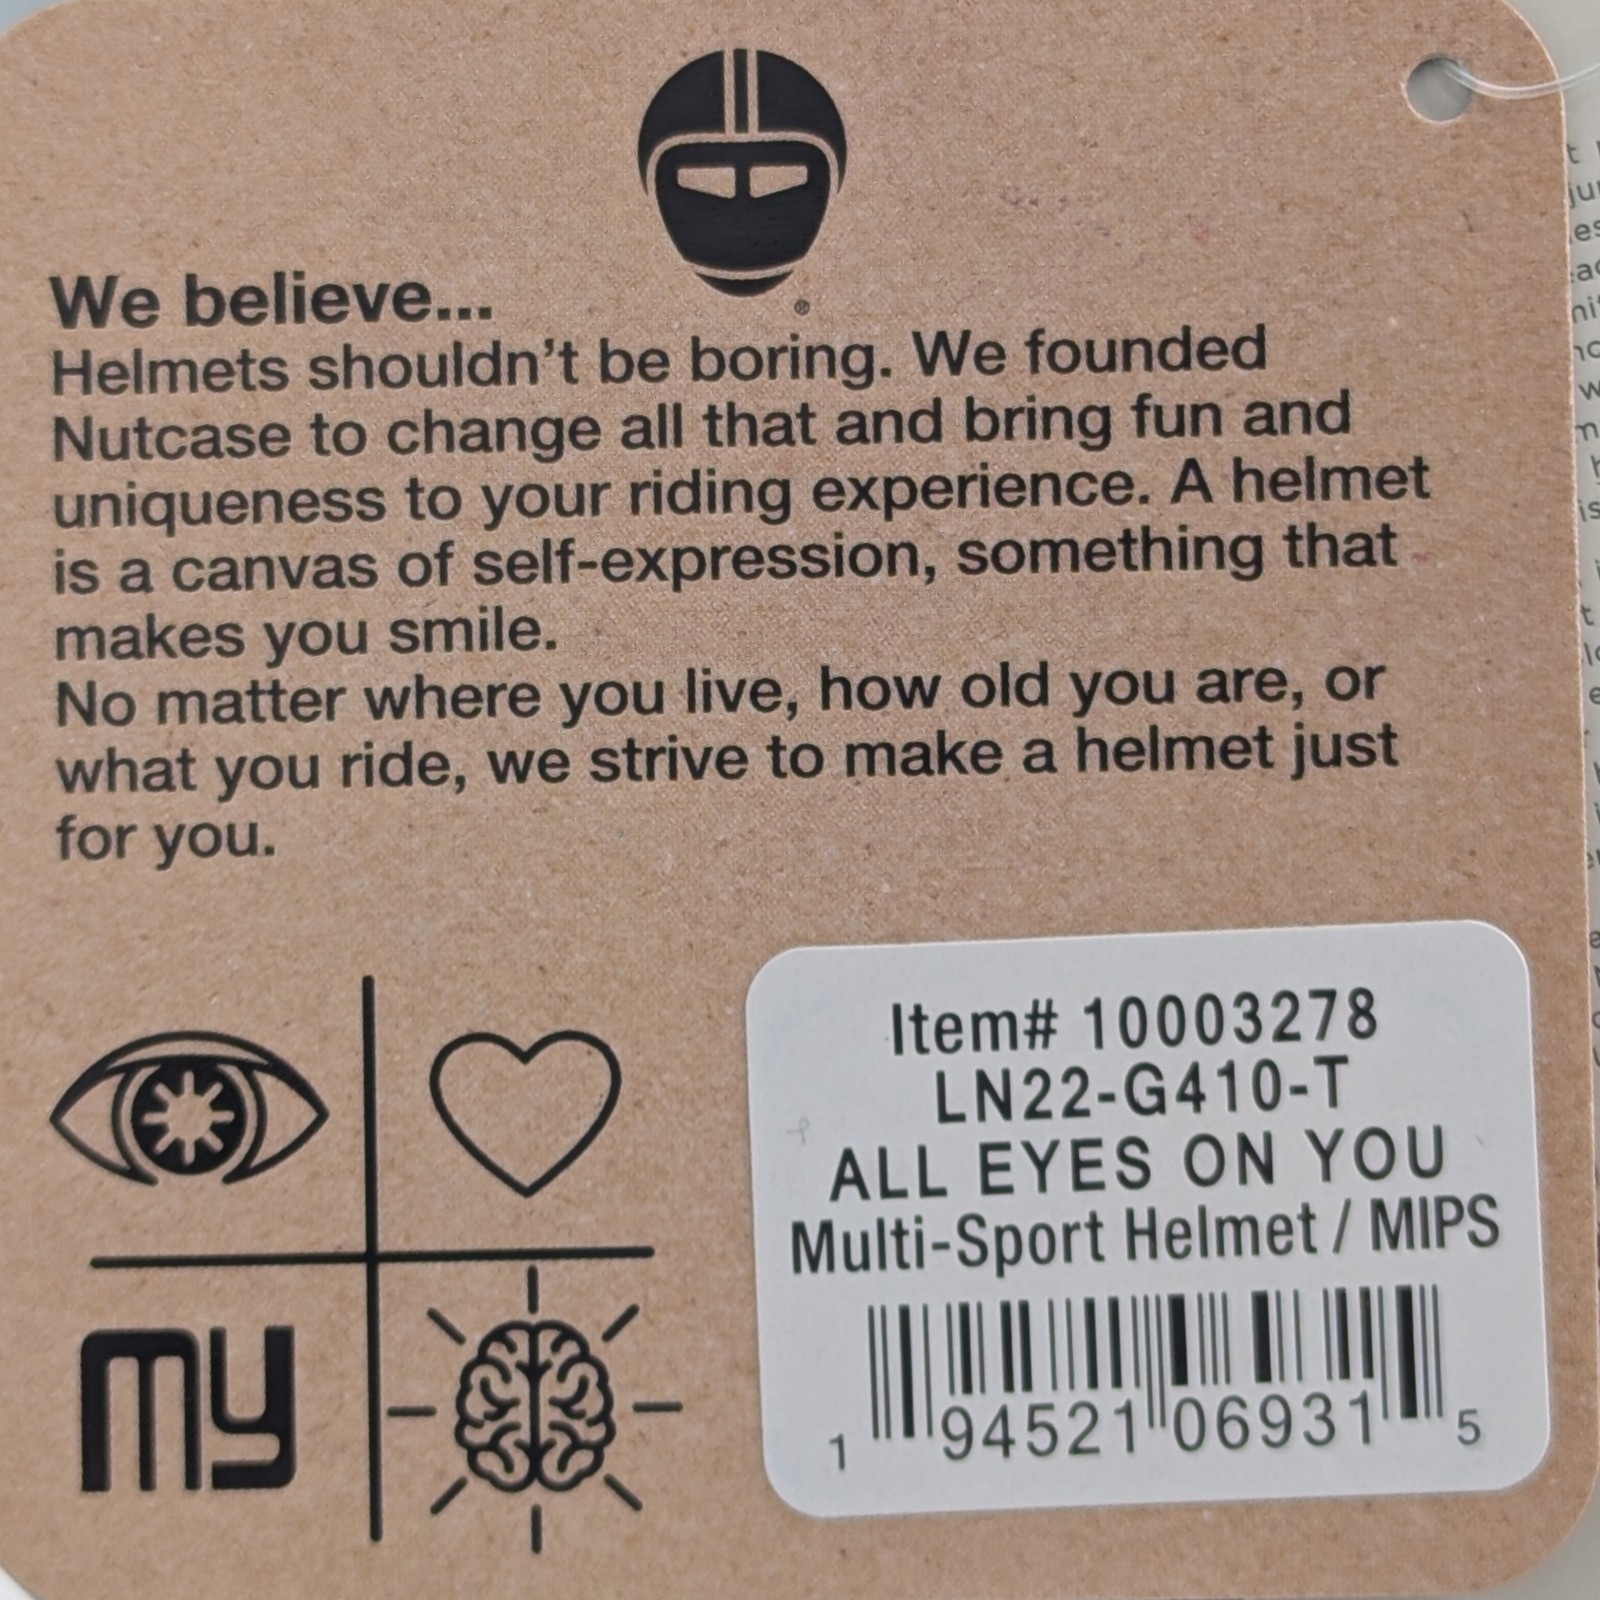 ®
We believe...
Helmets shouldn't be boring. We founded
Nutcase to change all that and bring fun and
uniqueness to your riding experience. A helmet
is a canvas of self-expression, something that
makes you smile.
No matter where you live, how old you are, or
what you ride, we strive to make a helmet just
for you.
my
Item# 10003278
LN22-G410-T
ALL EYES ON YOU
Multi-Sport Helmet / MIPS
1 94521 06931 5